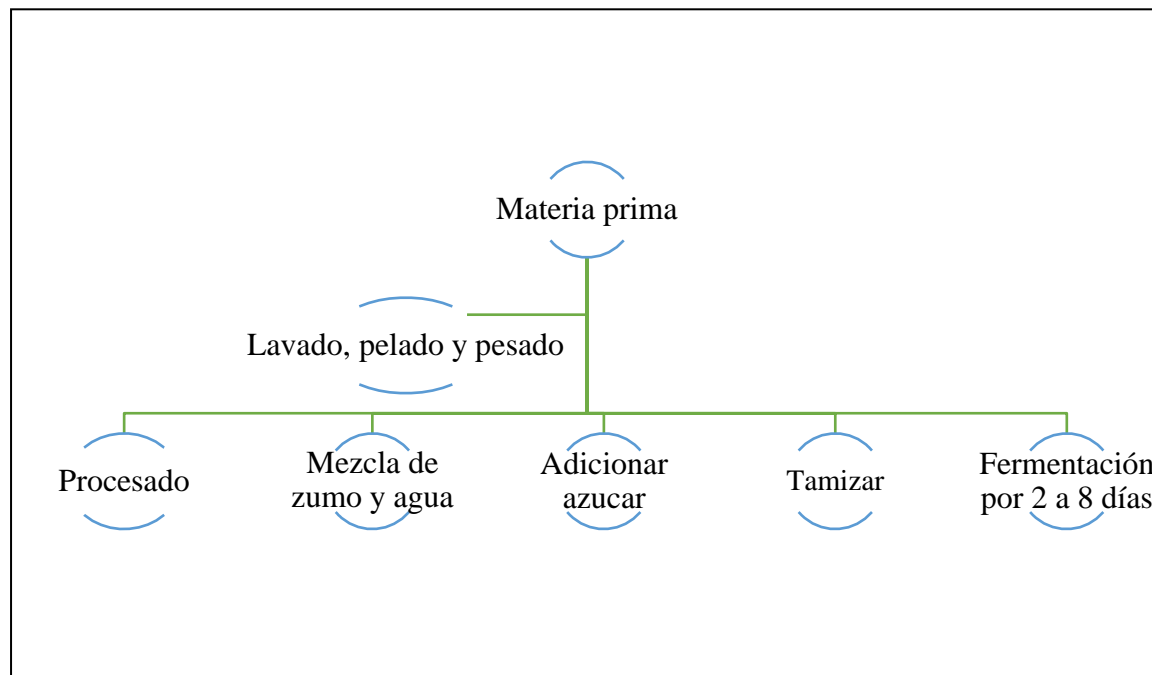 Materia prima
Lavado, pelado y pesado
Procesado
Mezcla de
zumo y agua
Adicionar
azucar
Tamizar
Fermentación
por 2 a 8 días